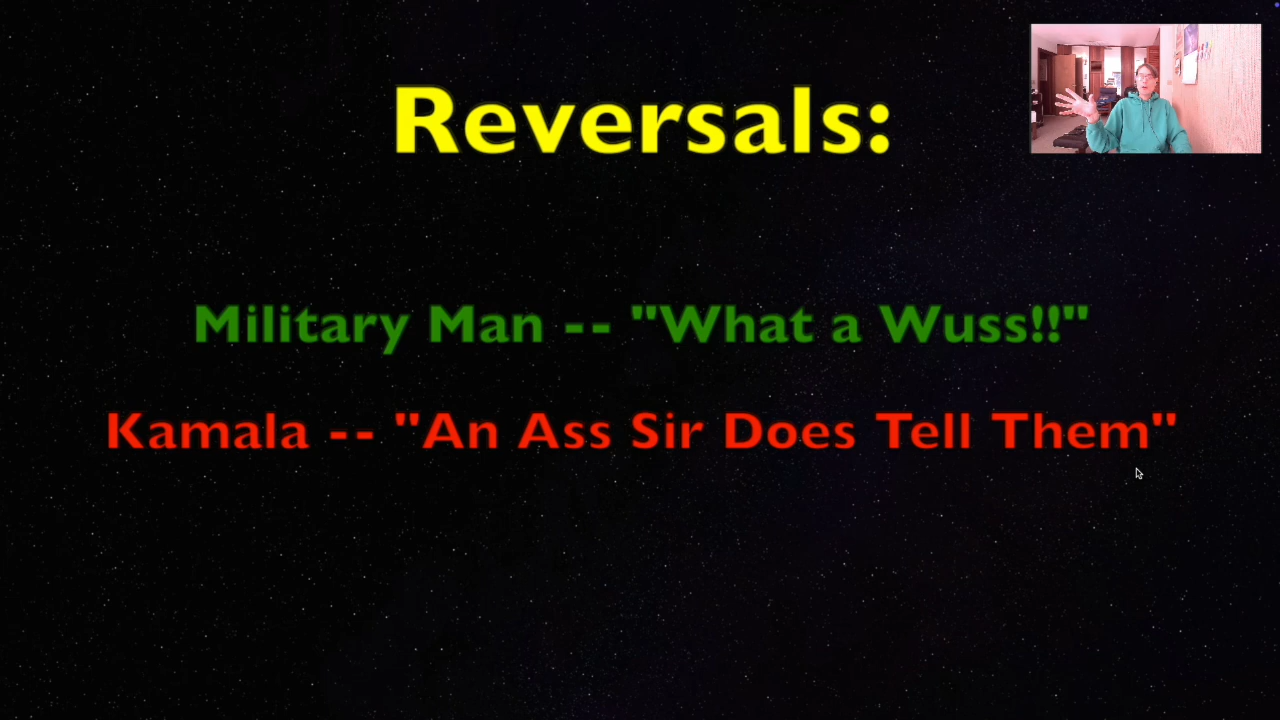 Reversals:
Military Man -- "What a Wuss!!"
Kamala -- "An Ass Sir Does Tell Them"